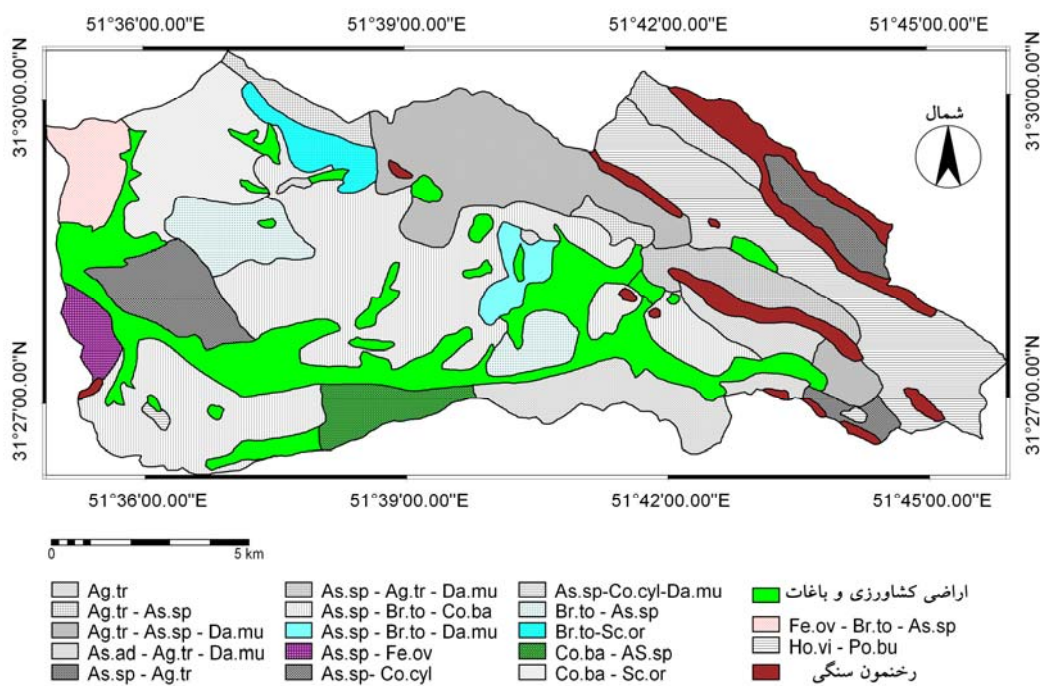 51°36'00.00"E 51°39'00.00"E 51°42'00.00"E 51°45'00.00"E
31°30'00.00"N
31°30'00.00"N
شمال
31°27'00.00"N
31°27'00.00"N
51°36'00.00"E 51°39'00.00"E 51°42'00.00"E 51°45'00.00"E
0 5 km
Ag.tr
Ag.tr - As.sp
Ag.tr - As.sp - Da.mu
As.ad - Ag.tr - Da.mu
As.sp - Ag.tr
As.sp - Ag.tr - Da.mu
As.sp - Br.to - Co.ba
As.sp - Br.to - Da.mu
As.sp - Fe.ov
As.sp- Co.cyl
As.sp-Co.cyl-Da.mu
Br.to - As.sp
Br.to-Sc.or
Co.ba - AS.sp
Co.ba - Sc.or
اراضی کشاورزی و باغات
Fe.ov - Br.to - As.sp
Ho.vi - Po.bu
رخنمون سنگی